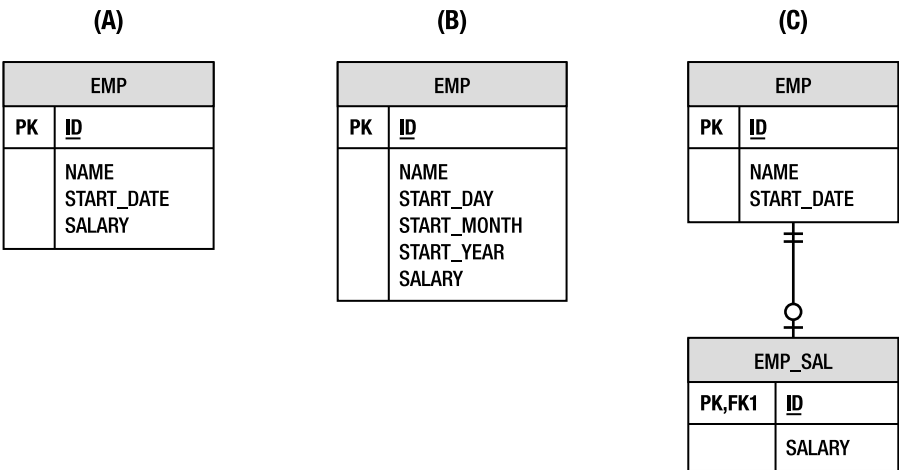 (A)
EMP
PK ID
NAME
START_DATE
SALARY
(B)
EMP
PK ID
NAME
START_DAY
START_MONTH
START_YEAR
SALARY
(C)
EMP
PK ID
NAME
START_DATE
EMP_SAL
PK,FK1 ID
SALARY